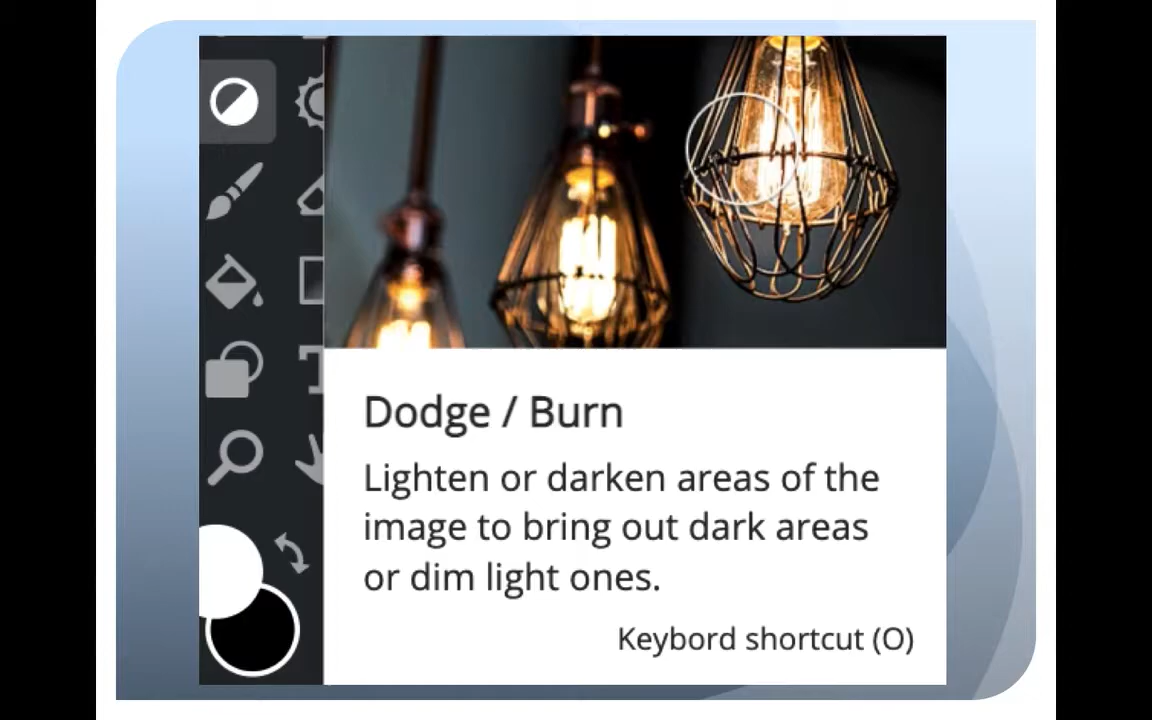 Dodge / Burn
Lighten or darken areas of the
image to bring out dark areas
or dim light ones.
Keybord shortcut (O)